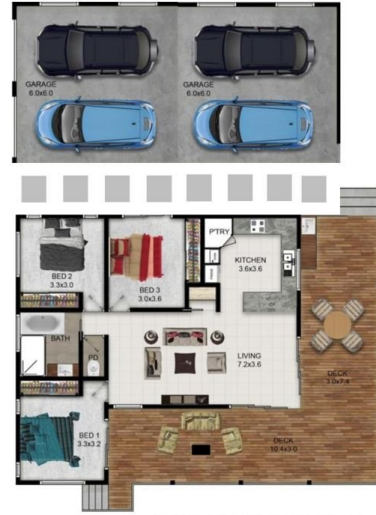 GARAGE
6.0x6.0
GARAGE
6.0x6.0
PTRY
BED 2
3.3x3.0
BED 3
3.0x3.6
KITCHEN
3.6x3.6
BATH
PD
LIVING
7.2x3.6
DECK
3.0x7.4
BED 1
3.3x3.2
DECK
10.4x3.0